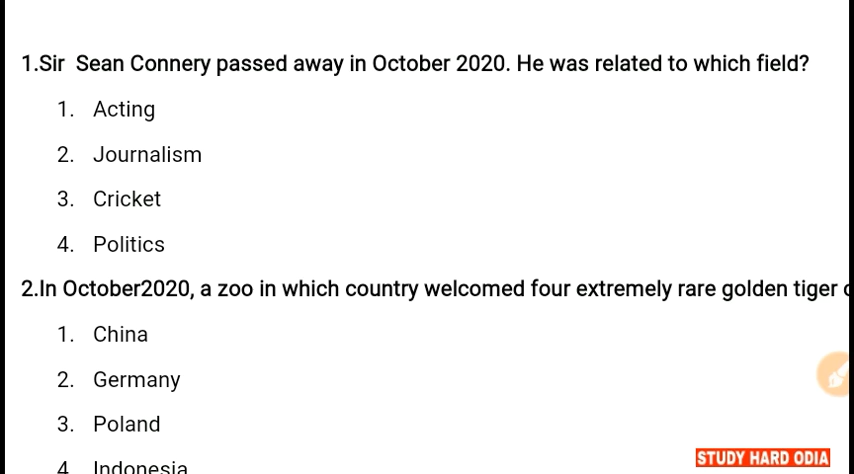 1.Sir Sean Connery passed away in October 2020. He was related to which field?
1. Acting
2. Journalism
3. Cricket
4. Politics
2.In October2020, a zoo in which country welcomed four extremely rare golden tiger
1. China
2. Germany
3. Poland
4 Indonesia
STUDY HARD ODIA